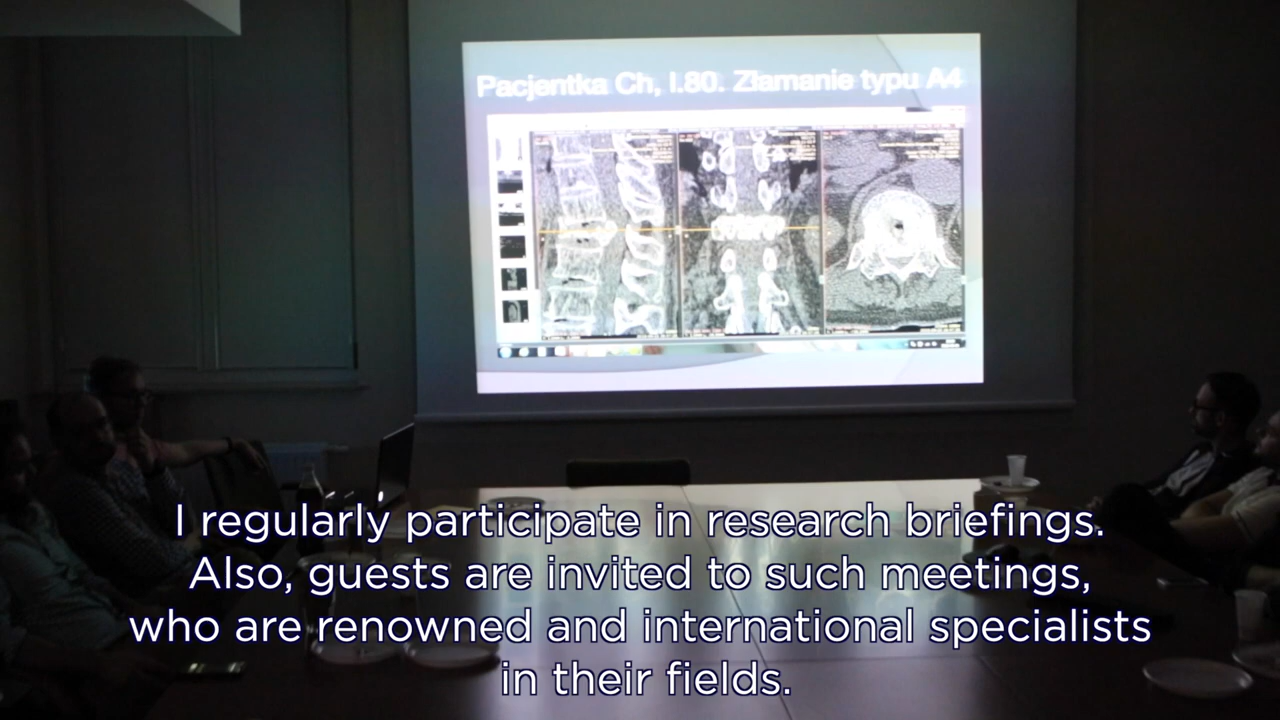 Pacjentka Ch, l.80. Złamanie typu A4
I regularly participate in research briefings.
Also, guests are invited to such meetings,
who are renowned and international specialists
in their fields.